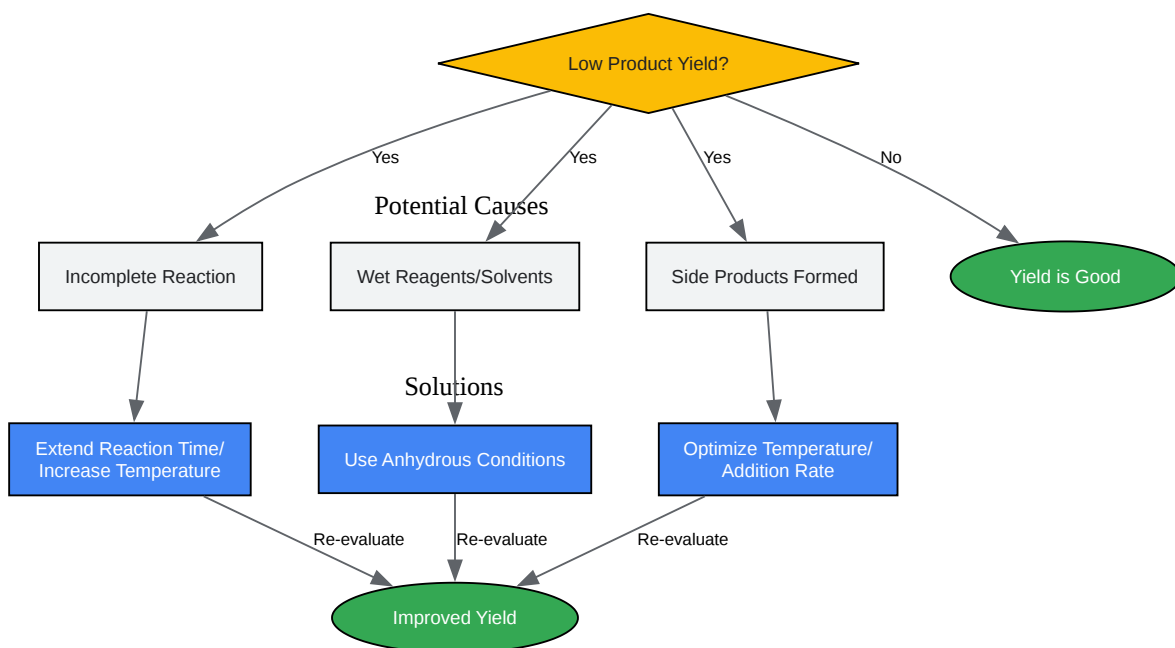 Low Product Yield?
Yes
Yes
Yes
No
Potential Causes
Incomplete Reaction
Wet Reagents/Solvents
Side Products Formed
Yield is Good
Solutions
Extend Reaction Time/
Increase Temperature
Use Anhydrous Conditions
Optimize Temperature/
Addition Rate
Re-evaluate
Re-evaluate
Re-evaluate
Improved Yield